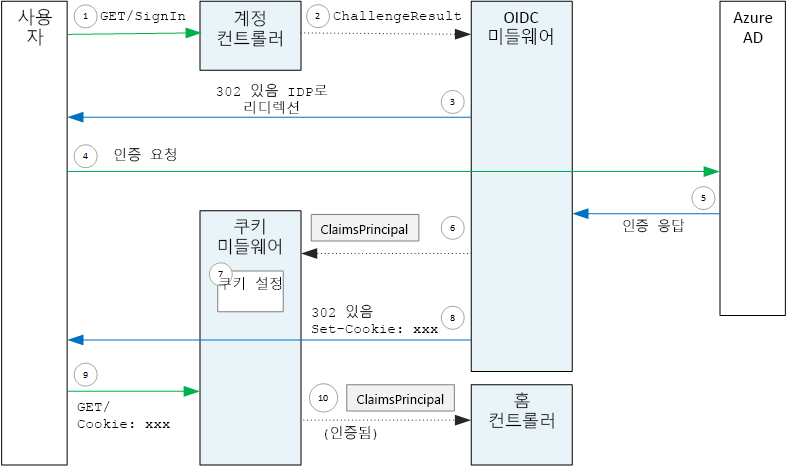 사용
자
1 GET/SignIn
계정
컨트롤러
2 ChallengeResult
OIDC
미들웨어
Azure
AD
302 있음 IDP로
리디렉션
3
4 인증 요청
5
인증 응답
쿠키
미들웨어
ClaimsPrincipal
6
7
쿠키 설정
302 있음
Set-Cookie: xxx
8
9
GET/
Cookie: xxx
10
ClaimsPrincipal
(인증됨)
홈
컨트롤러